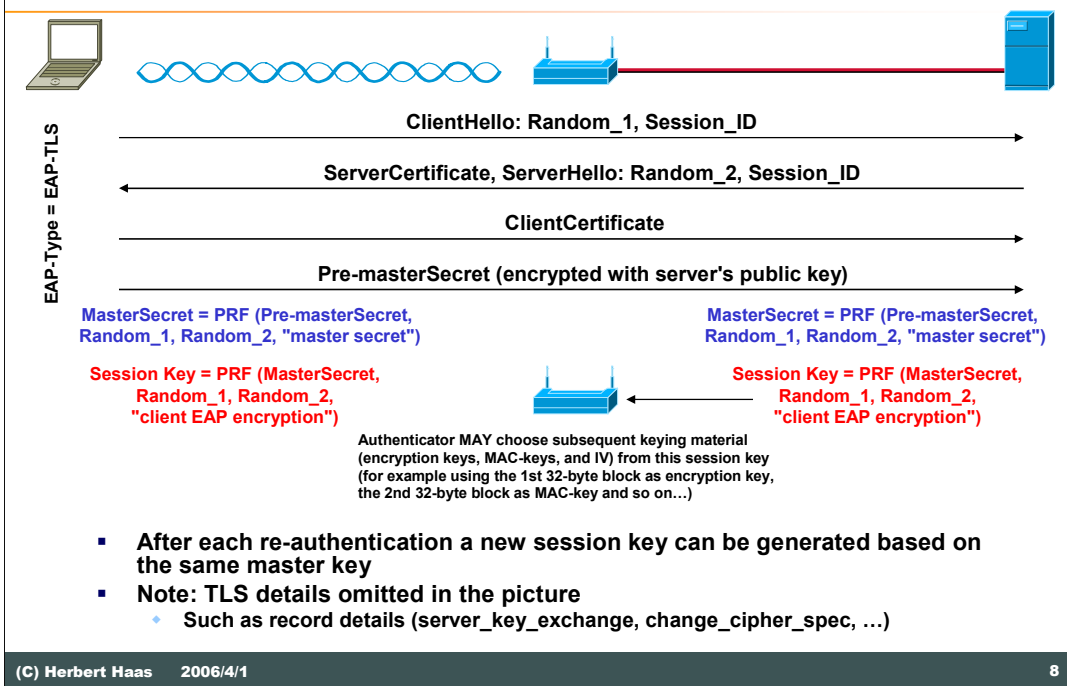 ClientHello: Random_1, Session_ID
ServerCertificate, ServerHello: Random_2, Session_ID
ClientCertificate
Pre-masterSecret (encrypted with server's public key)
EAP-Type = EAP-TLS
MasterSecret = PRF (Pre-masterSecret,
Random_1, Random_2, "master secret")
MasterSecret = PRF (Pre-masterSecret,
Random_1, Random_2, "master secret")
Session Key = PRF (MasterSecret,
Random_1, Random_2,
"client EAP encryption")
Session Key = PRF (MasterSecret,
Random_1, Random_2,
"client EAP encryption")
Authenticator MAY choose subsequent keying material
(encryption keys, MAC-keys, and IV) from this session key
(for example using the 1st 32-byte block as encryption key,
the 2nd 32-byte block as MAC-key and so on…)
▪ After each re-authentication a new session key can be generated based on
the same master key
▪ Note: TLS details omitted in the picture
◆ Such as record details (server_key_exchange, change_cipher_spec, …)
(C) Herbert Haas 2006/4/1
8